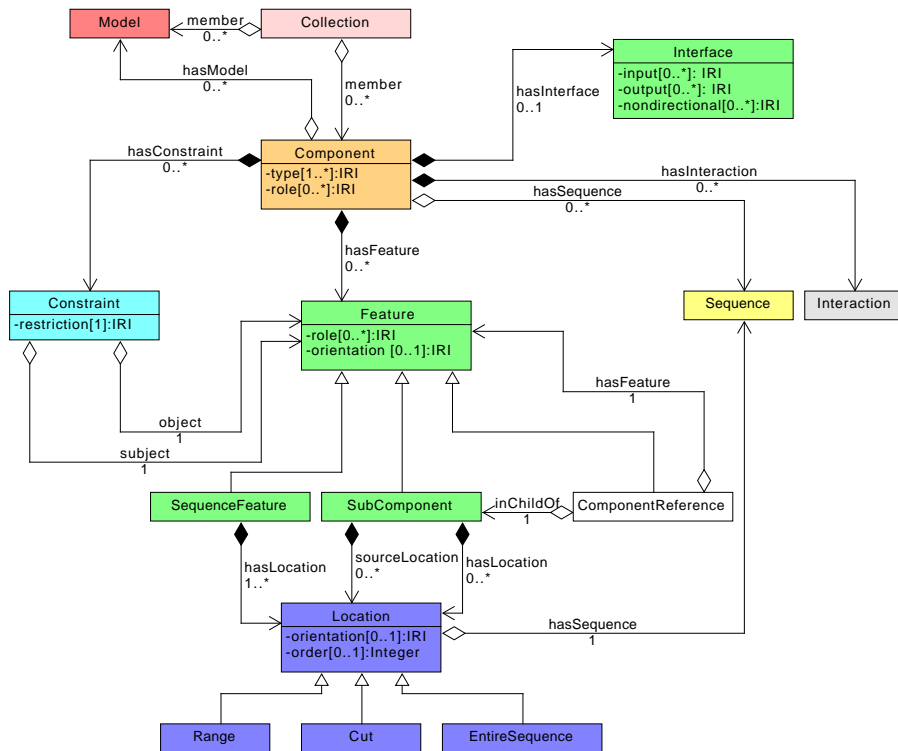 Model
member
0..*
Collection
hasModel
0..*
member
0..*
Interface
-input[0..*]: IRI
-output[0..*]: IRI
-nondirectional[0..*]:IRI
hasInterface
0..1
hasConstraint
0..*
Component
-type[1..*]:IRI
-role[0..*]:IRI
hasInteraction
0..*
hasSequence
0..*
hasFeature
0..*
Constraint
-restriction[1]:IRI
Feature
-role[0..*]:IRI
-orientation [0..1]:IRI
Sequence
Interaction
hasFeature
1
object
1
subject
1
SequenceFeature
SubComponent
inChildOf
1
ComponentReference
hasLocation
1..*
sourceLocation
0..*
hasLocation
0..*
Location
-orientation[0..1]:IRI
-order[0..1]:Integer
hasSequence
1
Range
Cut
EntireSequence